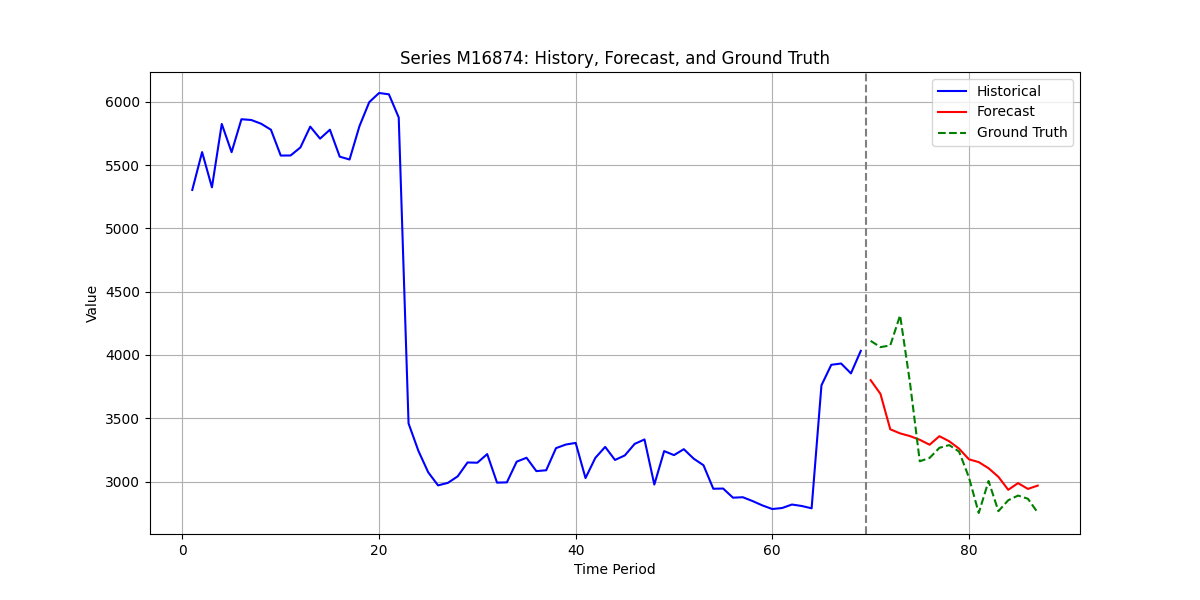 Series M16874: History, Forecast, and Ground Truth
Historical
Forecast
Ground Truth
Value
6000
5500
5000
4500
4000
3500
3000
0 20 40 60 80
Time Period